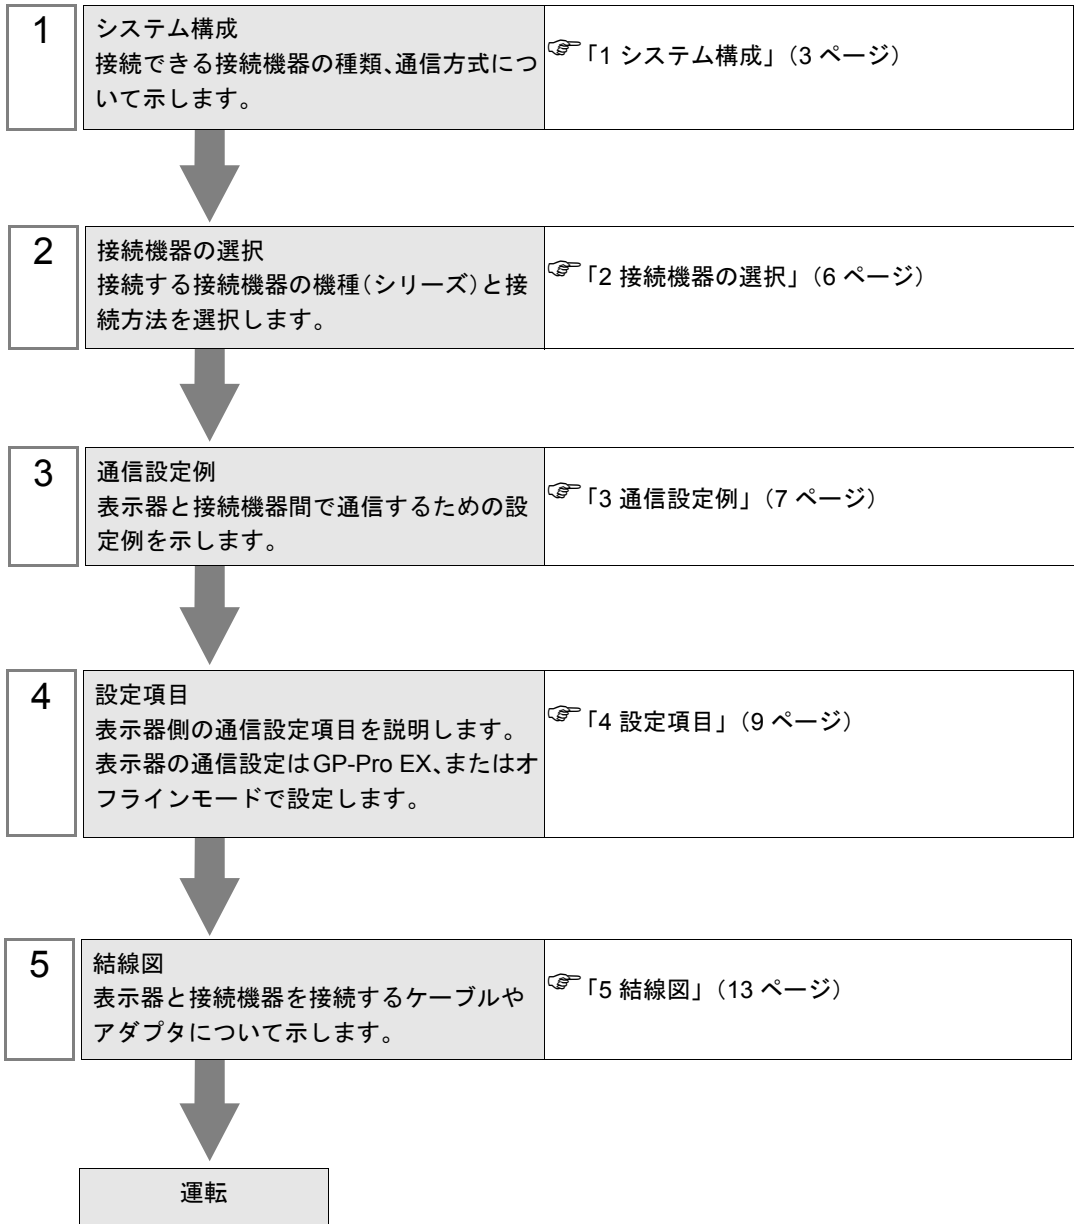 1
システム構成
接続できる接続機器の種類、通信方式につ
いて示します。
☞「1 システム構成」（3 ページ）
2
接続機器の選択
接続する接続機器の機種（シリーズ）と接
続方法を選択します。
☞「2 接続機器の選択」（6 ページ）
3
通信設定例
表示器と接続機器間で通信するための設
定例を示します。
☞「3 通信設定例」（7 ページ）
4
設定項目
表示器側の通信設定項目を説明します。
表示器の通信設定はGP-Pro EX、またはオ
フラインモードで設定します。
☞「4 設定項目」（9 ページ）
5
結線図
表示器と接続機器を接続するケーブルや
アダプタについて示します。
☞「5 結線図」（13 ページ）
運転